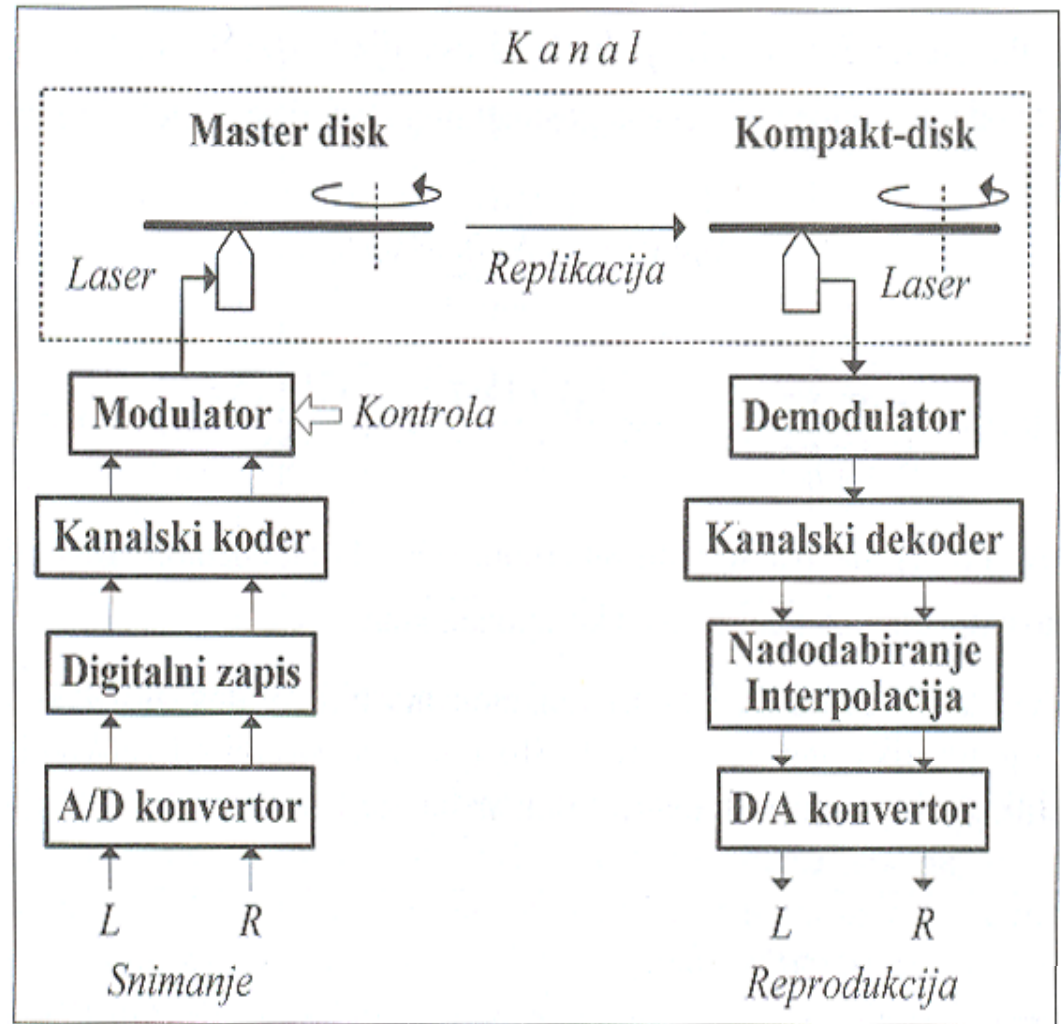 K a n a l
Master disk
Kompakt-disk
Laser
Replikacija
Laser
Modulator
Kontrola
Demodulator
Kanalski koder
Kanalski dekoder
Digitalni zapis
Nadodabiranje
Interpolacija
A/D konvertor
D/A konvertor
L
R
L
R
Snimanje
Reprodukcija